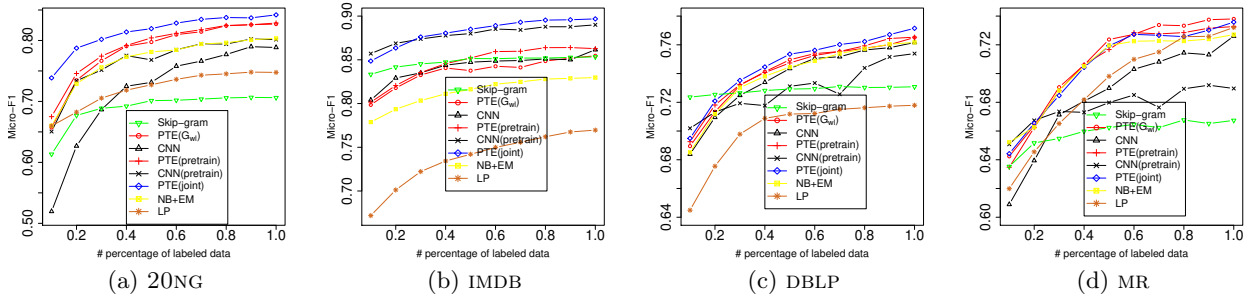 Micro−F1
0.50 0.60 0.70 0.80
0.2 0.4 0.6 0.8 1.0
# percentage of labeled data
Skip−gram
PTE(Gwl)
CNN
PTE(pretrain)
CNN(pretrain)
PTE(joint)
NB+EM
LP
(a) 20NG
Micro−F1
0.70 0.75 0.80 0.85 0.90
0.2 0.4 0.6 0.8 1.0
# percentage of labeled data
Skip−gram
PTE(Gwl)
CNN
PTE(pretrain)
CNN(pretrain)
PTE(joint)
NB+EM
LP
(b) IMDB
Micro−F1
0.64 0.68 0.72 0.76
0.2 0.4 0.6 0.8 1.0
# percentage of labeled data
Skip−gram
PTE(Gwl)
CNN
PTE(pretrain)
CNN(pretrain)
PTE(joint)
NB+EM
LP
(c) DBLP
Micro−F1
0.60 0.64 0.68 0.72
0.2 0.4 0.6 0.8 1.0
# percentage of labeled data
Skip−gram
PTE(Gwl)
CNN
PTE(pretrain)
CNN(pretrain)
PTE(joint)
NB+EM
LP
(d) MR